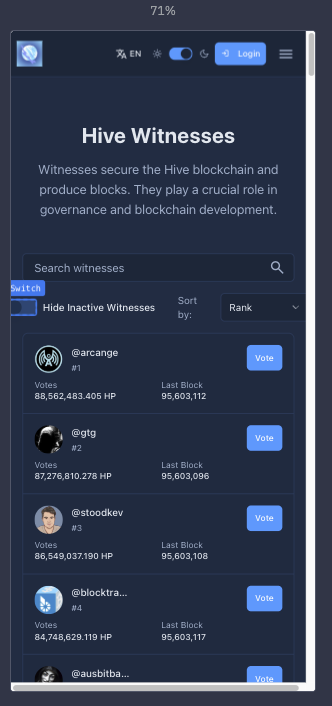 71%
EN
Login
Hive Witnesses
Witnesses secure the Hive blockchain and
produce blocks. They play a crucial role in
governance and blockchain development.
Search witnesses
Switch
Hide Inactive Witnesses
Sort
by:
Rank
@arcange
#1
Vote
Votes
Last Block
88,562,483.405 HP
95,603,112
@gtg
#2
Vote
Votes
Last Block
87,276,810.278 HP
95,603,096
@stoodkev
#3
Vote
Votes
Last Block
86,549,037.190 HP
95,603,108
@blocktra...
#4
Vote
Votes
Last Block
84,748,629.119 HP
95,603,117
@ausbitba...
Vote